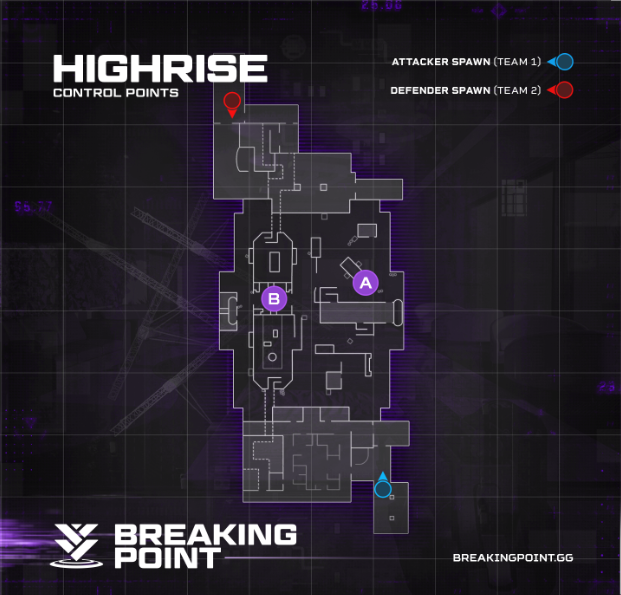 HIGHRISE
CONTROL POINTS
ATTACKER SPAWN (TEAM 1)
DEFENDER SPAWN (TEAM 2)
A
B
BREAKING
POINT
BREAKINGPOINT.GG